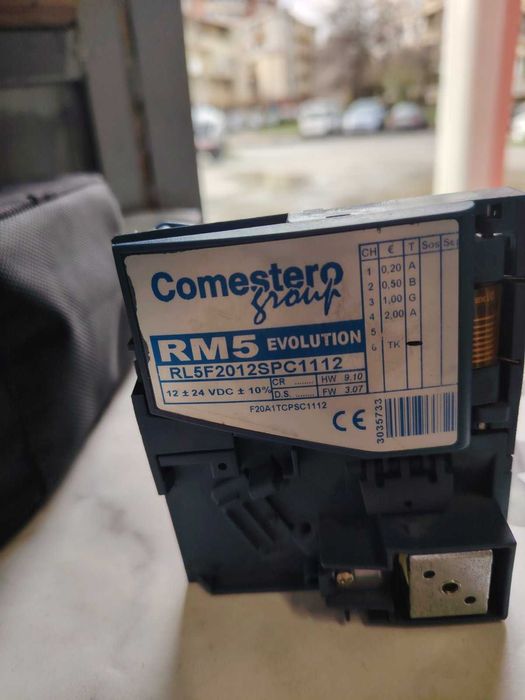 Comestero
group
RM5 EVOLUTION
RL5F2012SPC1112
12 ± 24 VDC ± 10%
CR ........ HW 9.10
D.S. ........ FW 3.07
F20A1TCPSC1112
CE
3035733
CH € T Sos
1 0,20 A
2 0,50 B
3 1,00 G
4 2,00 A
5
6 TK -